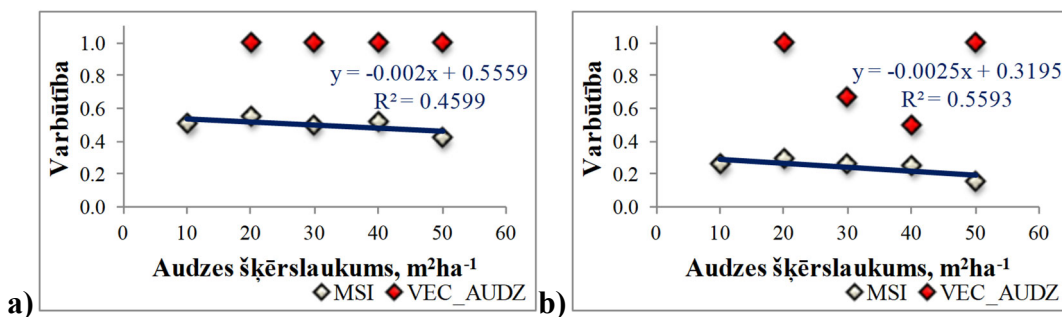 1.0
0.8
0.6
0.4
0.2
0.0
Varbūtība
y = -0.002x + 0.5559
R² = 0.4599
0 10 20 30 40 50 60
Audzes šķērslaukums, m²ha⁻¹
MSI VEC_AUDZ
a)
1.0
0.8
0.6
0.4
0.2
0.0
Varbūtība
y = -0.0025x + 0.3195
R² = 0.5593
0 10 20 30 40 50 60
Audzes šķērslaukums, m²ha⁻¹
MSI VEC_AUDZ
b)